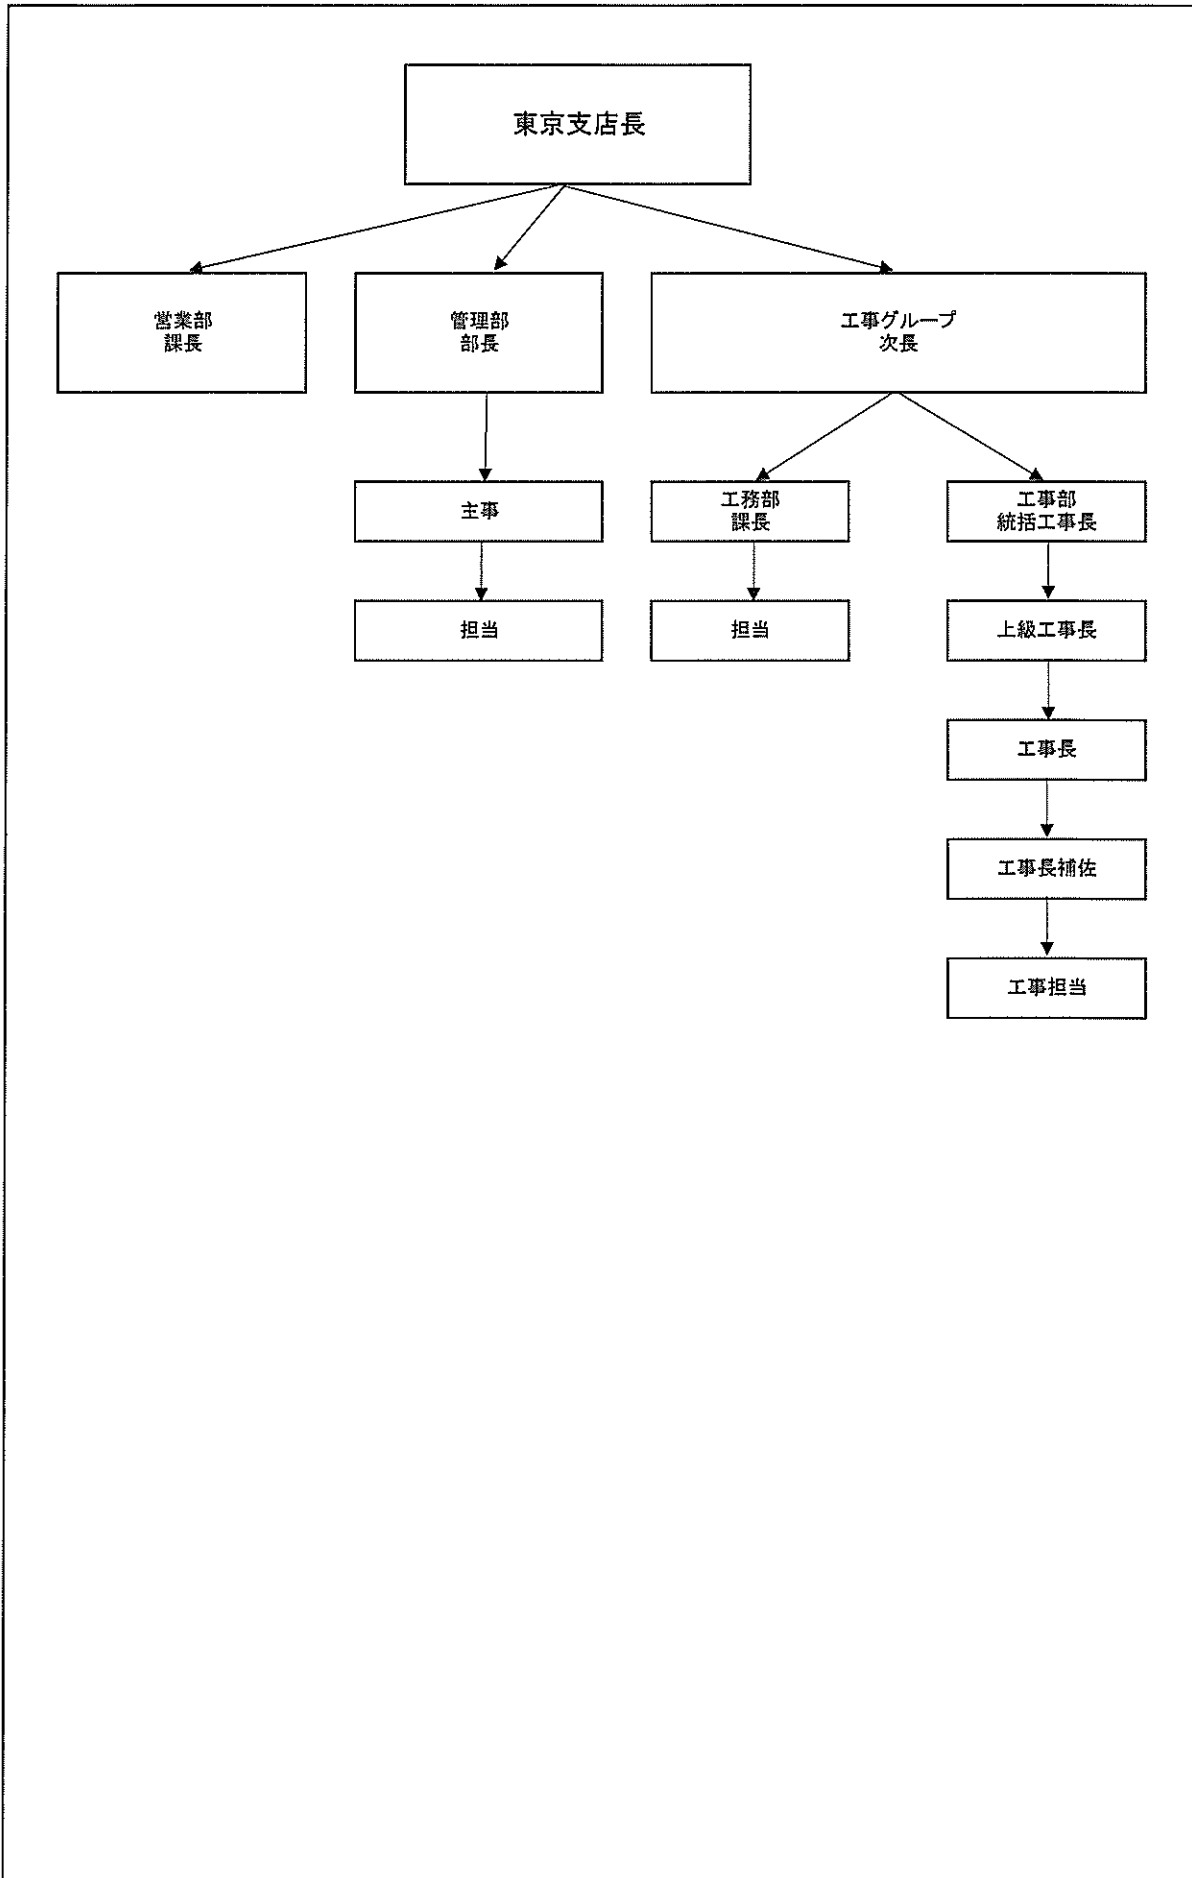 東京支店長
営業部
課長
管理部
部長
工事グループ
次長
主事
工務部
課長
工事部
統括工事長
担当
担当
上級工事長
工事長
工事長補佐
工事担当